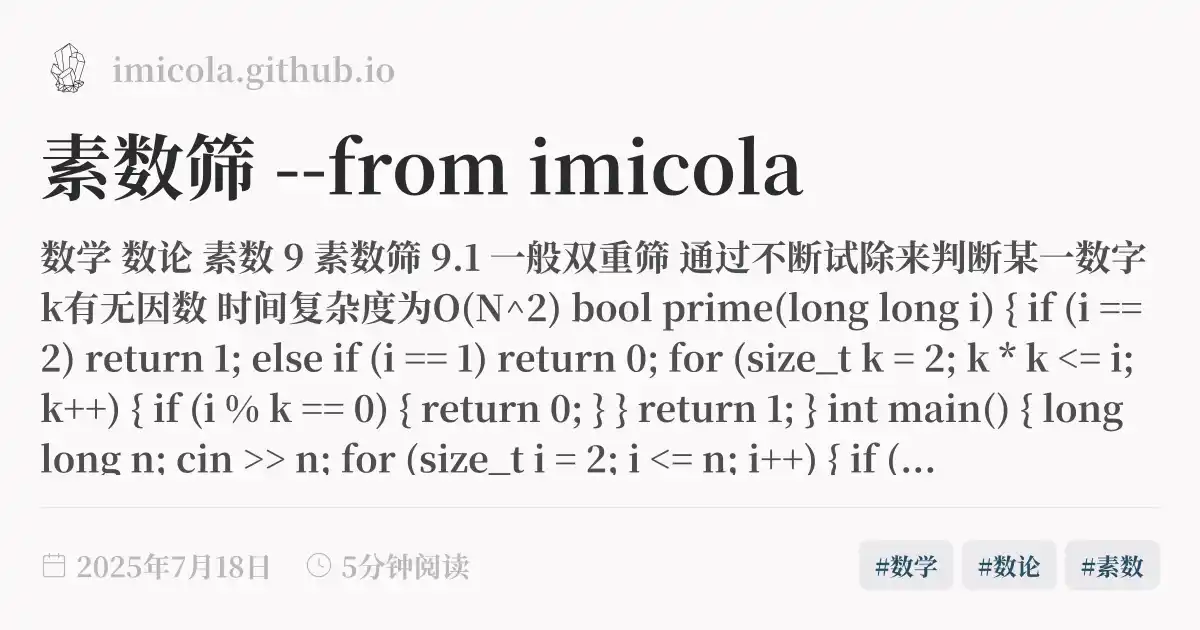 imicola.github.io
素数筛 --from imicola
数学 数论 素数 9 素数筛 9.1 一般双重筛 通过不断试除来判断某一数字
k有无因数 时间复杂度为O(N^2) bool prime(long long i) { if (i ==
2) return 1; else if (i == 1) return 0; for (size_t k = 2; k * k <= i;
k++) { if (i % k == 0) { return 0; } } return 1; } int main() { long
long n; cin >> n; for (size_t i = 2; i <= n; i++) { if (...
2025年7月18日 5分钟阅读 #数学 #数论 #素数